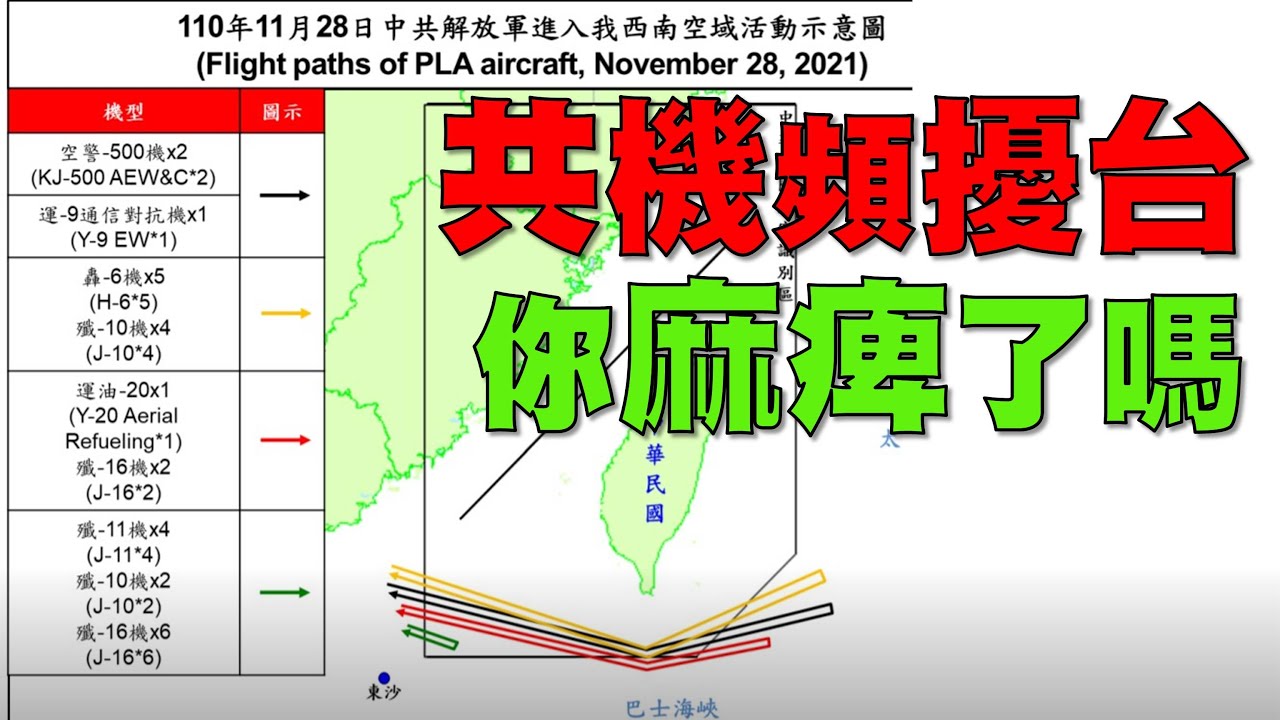 110年11月28日中共解放軍進入我西南空域活動示意圖
(Flight paths of PLA aircraft, November 28, 2021)
機型
圖示
空警-500機x2
(KJ-500 AEW&C*2)
運-9通信對抗機x1
(Y-9 EW*1)
轟-6機x5
(H-6*5)
殲-10機x4
(J-10*4)
運油-20x1
(Y-20 Aerial
Refueling*1)
殲-16機x2
(J-16*2)
殲-11機x4
(J-11*4)
殲-10機x2
(J-10*2)
殲-16機x6
(J-16*6)
共機頻擾台
你麻痺了嗎
中
識別區
華民國
太
東沙
巴士海峽